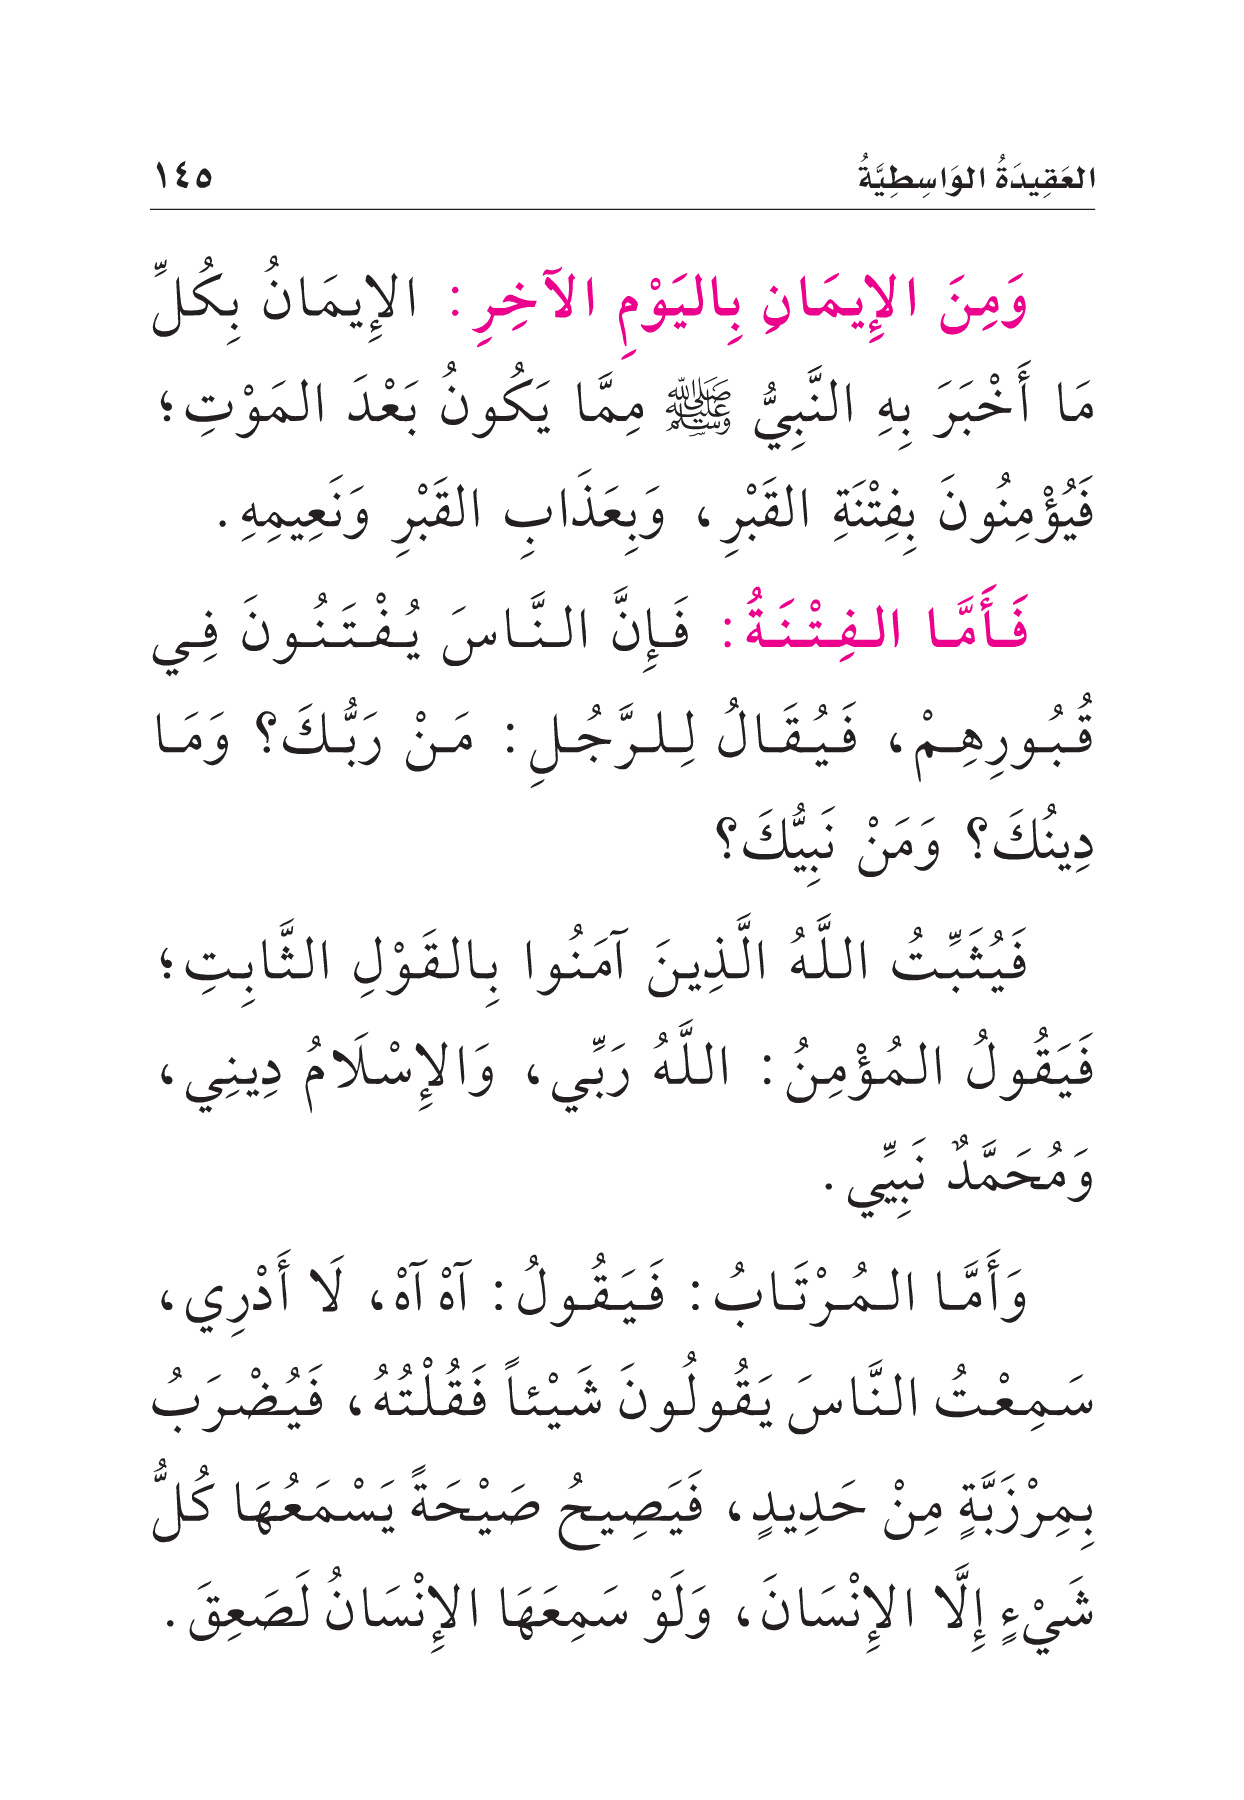 العَقِيدَةُ الوَاسِطِيَّةُ ١٤٥
وَمِنَ الإِيمَانِ بِاليَوْمِ الآخِرِ: الإِيمَانُ بِكُلِّ
مَا أَخْبَرَ بِهِ النَّبِيُّ ﷺ مِمَّا يَكُونُ بَعْدَ المَوْتِ؛
فَيُؤْمِنُونَ بِفِتْنَةِ القَبْرِ، وَبِعَذَابِ القَبْرِ وَنَعِيمِهِ.
فَأَمَّا الفِتْنَةُ: فَإِنَّ النَّاسَ يُفْتَنُونَ فِي
قُبُورِهِمْ، فَيُقَالُ لِلرَّجُلِ: مَنْ رَبُّكَ؟ وَمَا
دِينُكَ؟ وَمَنْ نَبِيُّكَ؟
فَيُثَبِّتُ اللَّهُ الَّذِينَ آمَنُوا بِالقَوْلِ الثَّابِتِ؛
فَيَقُولُ المُؤْمِنُ: اللَّهُ رَبِّي، وَالإِسْلَامُ دِينِي،
وَمُحَمَّدٌ نَبِيِّي.
وَأَمَّا المُرْتَابُ: فَيَقُولُ: آهْ آهْ، لَا أَدْرِي،
سَمِعْتُ النَّاسَ يَقُولُونَ شَيْئاً فَقُلْتُهُ، فَيُضْرَبُ
بِمِرْزَبَّةٍ مِنْ حَدِيدٍ، فَيَصِيحُ صَيْحَةً يَسْمَعُهَا كُلُّ
شَيْءٍ إِلَّا الإِنْسَانَ، وَلَوْ سَمِعَهَا الإِنْسَانُ لَصَعِقَ.